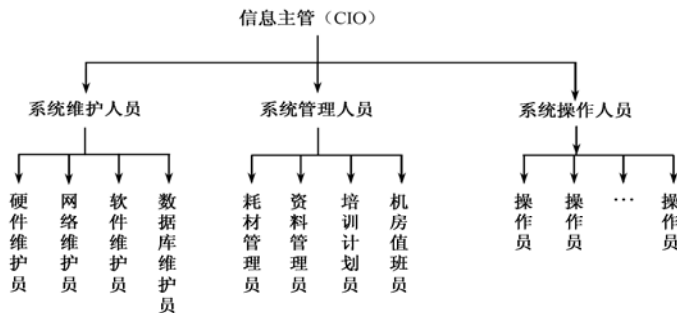 信息主管（CIO）
系统维护人员
系统管理人员
系统操作人员
硬件维护员
网络维护员
软件维护员
数据库维护员
耗材管理员
资料管理员
培训计划员
机房值班员
操作员
操作员
…
操作员